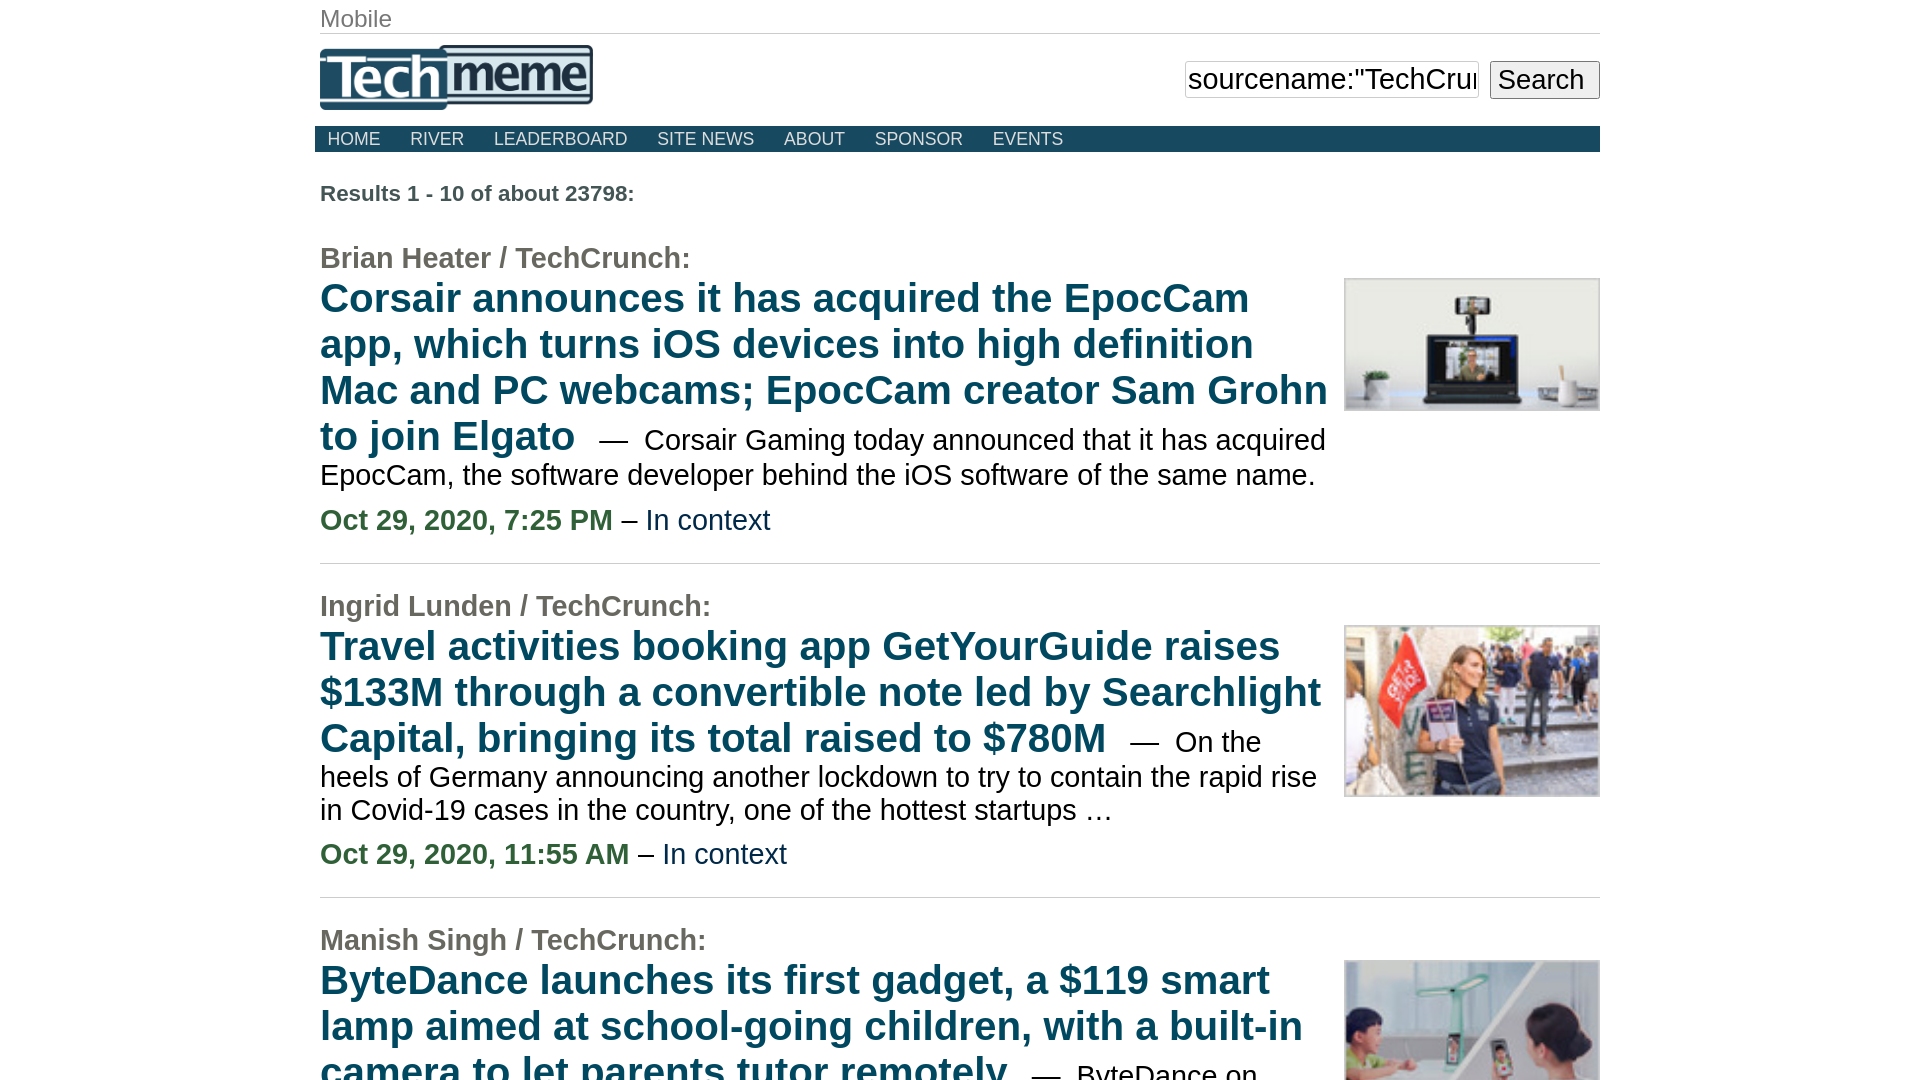 Mobile
Tech meme
sourcename:"TechCrun
Search
HOME RIVER LEADERBOARD SITE NEWS ABOUT SPONSOR EVENTS
Results 1 - 10 of about 23798:
Brian Heater / TechCrunch:
Corsair announces it has acquired the EpocCam
app, which turns iOS devices into high definition
Mac and PC webcams; EpocCam creator Sam Grohn
to join Elgato — Corsair Gaming today announced that it has acquired
EpocCam, the software developer behind the iOS software of the same name.
Oct 29, 2020, 7:25 PM – In context
Ingrid Lunden / TechCrunch:
Travel activities booking app GetYourGuide raises
$133M through a convertible note led by Searchlight
Capital, bringing its total raised to $780M — On the
heels of Germany announcing another lockdown to try to contain the rapid rise
in Covid-19 cases in the country, one of the hottest startups …
Oct 29, 2020, 11:55 AM – In context
Manish Singh / TechCrunch:
ByteDance launches its first gadget, a $119 smart
lamp aimed at school-going children, with a built-in
camera to let parents tutor remotely — ByteDance on